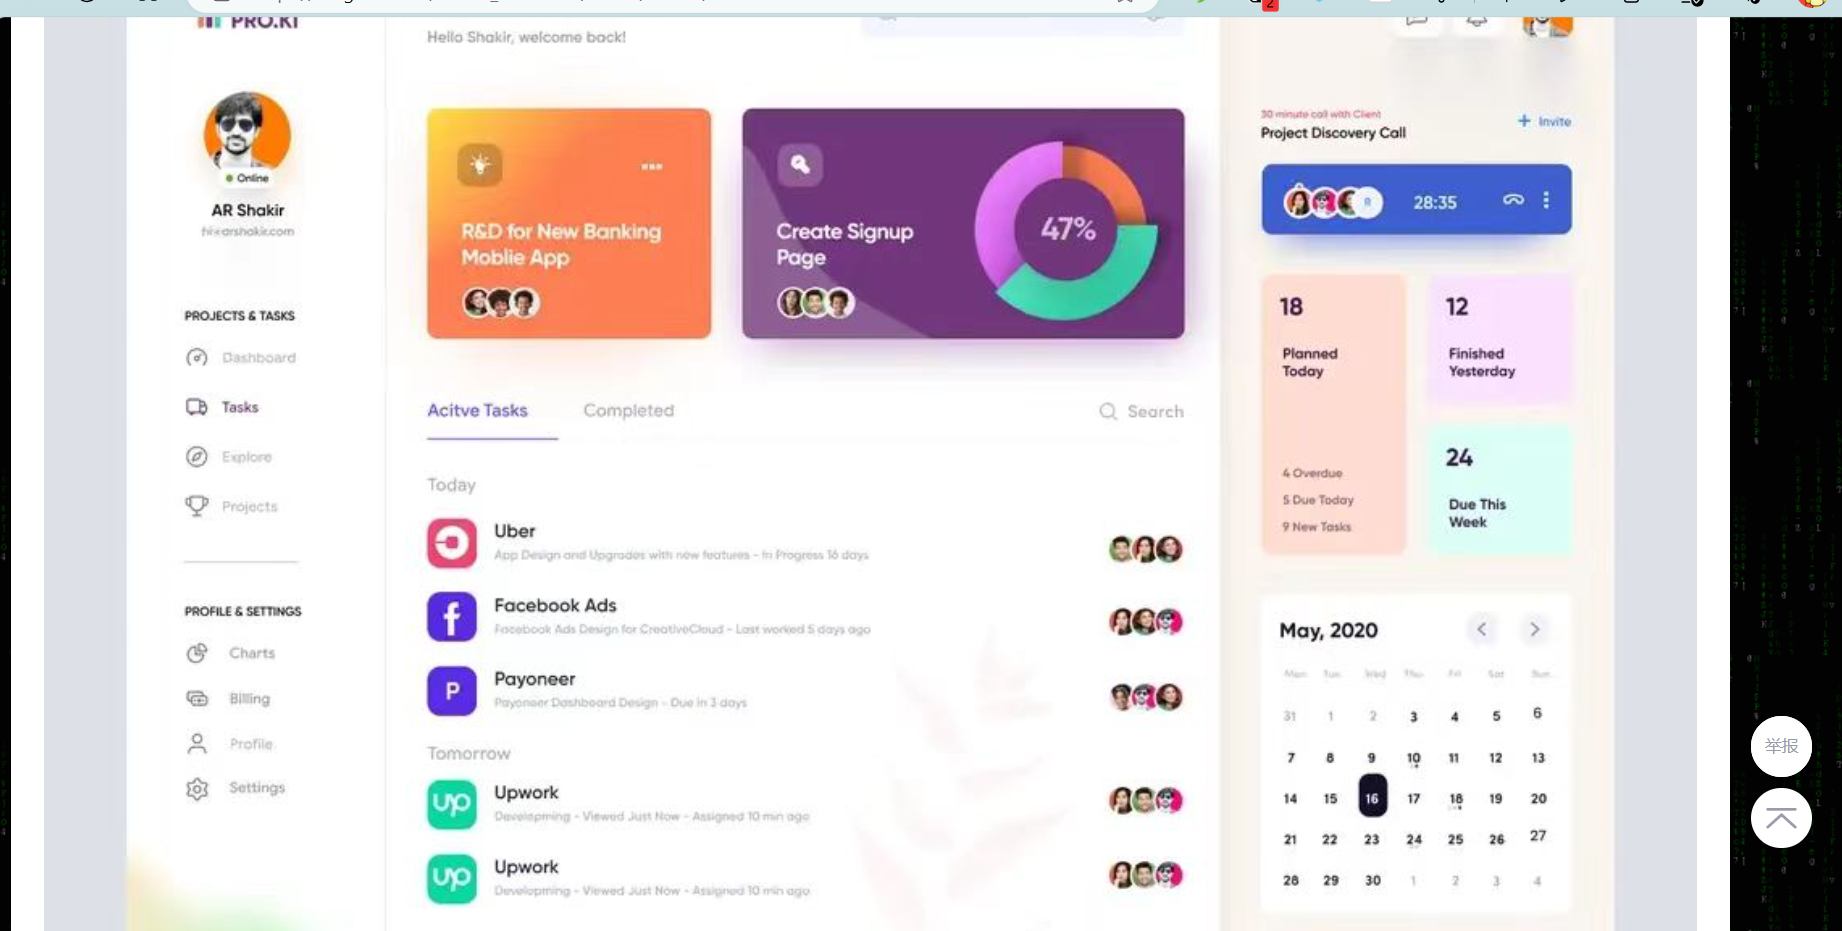 PRO.KI
Hello Shakir, welcome back!
2
Online
AR Shakir
hi@arshakir.com
PROJECTS & TASKS
Dashboard
Tasks
Explore
Projects
PROFILE & SETTINGS
Charts
Billing
Profile
Settings
R&D for New Banking
Moblie App
Create Signup
Page
47%
Acitve Tasks
Completed
Search
Today
Uber
App Design and Upgrades with new features - In Progress 16 days
Facebook Ads
Facebook Ads Design for CreativeCloud - Last worked 5 days ago
P
Payoneer
Payoneer Dashboard Design - Due in 3 days
Tomorrow
up
Upwork
Developming - Viewed Just Now - Assigned 10 min ago
up
Upwork
Developming - Viewed Just Now - Assigned 10 min ago
30 minute call with Client
Project Discovery Call
+ Invite
28:35
18
Planned
Today
4 Overdue
5 Due Today
9 New Tasks
12
Finished
Yesterday
24
Due This
Week
May, 2020
Mon Tue Wed Thu Fri Sat Sun
31 1 2 3 4 5 6
7 8 9 10 11 12 13
14 15 16 17 18 19 20
21 22 23 24 25 26 27
28 29 30 1 2 3 4
举报